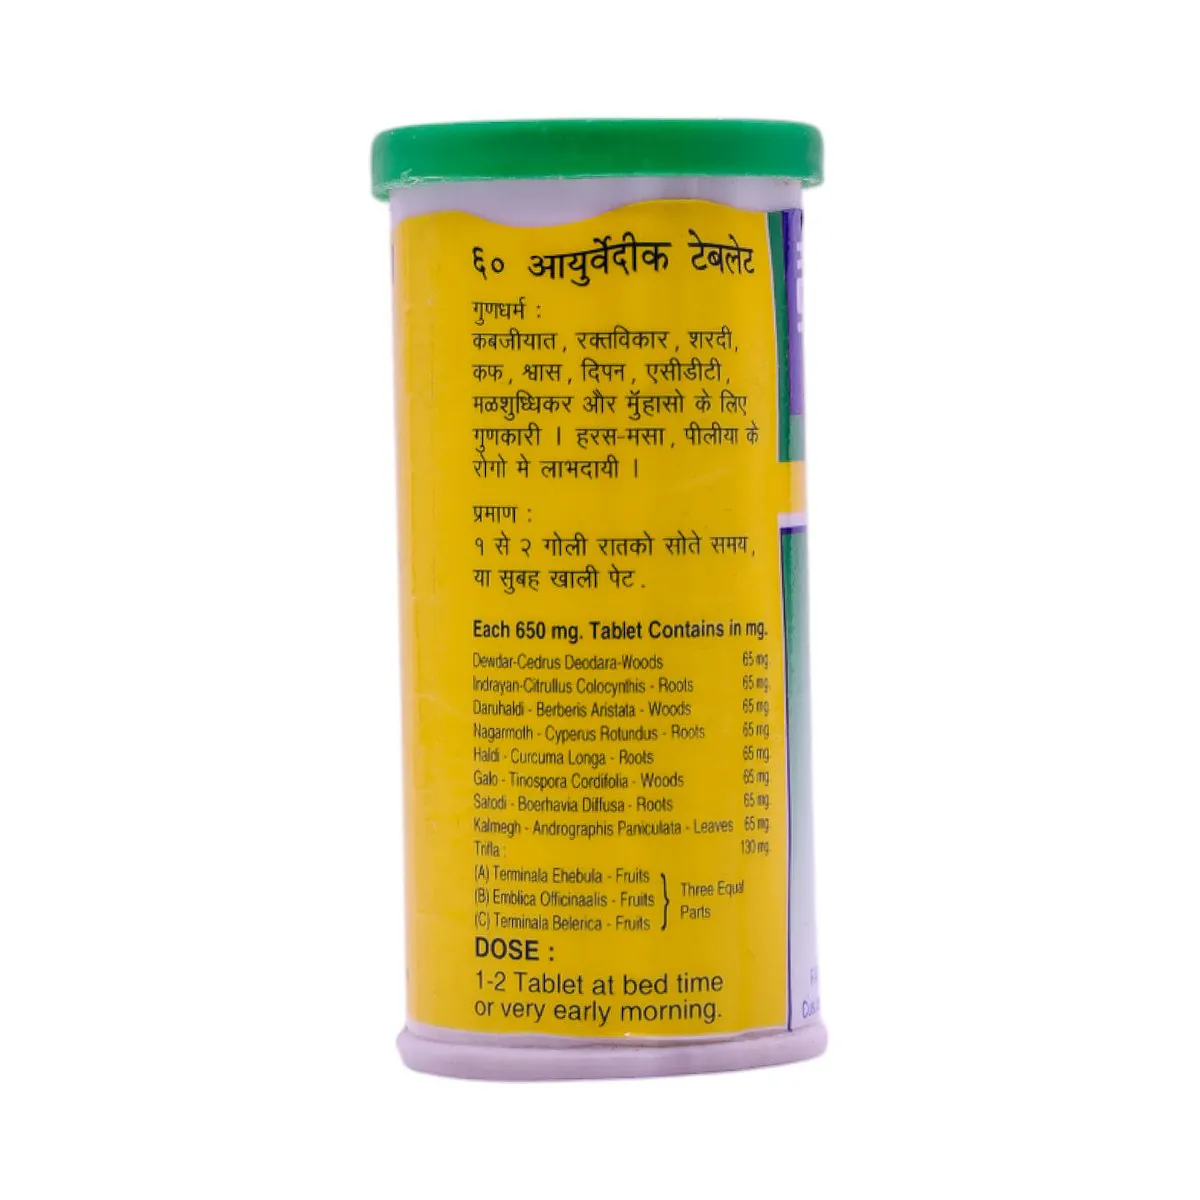 ६० आयुर्वेदीक टेबलेट
गुणधर्म :
कबजीयात, रक्तविकार, शरदी,
कफ, श्वास, दिपन, एसीडीटी,
मळशुध्धिकर और मुँहासो के लिए
गुणकारी । हरस-मसा, पीलीया के
रोगो मे लाभदायी ।
प्रमाण :
१ से २ गोली रातको सोते समय,
या सुबह खाली पेट.
Each 650 mg. Tablet Contains in mg.
Dewdar-Cedrus Deodara-Woods 65 mg.
Indrayan-Citrullus Colocynthis - Roots 65 mg.
Daruhaldi - Berberis Aristata - Woods 65 mg.
Nagarmoth - Cyperus Rotundus - Roots 65 mg.
Haldi - Curcuma Longa - Roots 65 mg.
Galo - Tinospora Cordifolia - Woods 65 mg.
Satodi - Boerhavia Diffusa - Roots 65 mg.
Kalmegh - Andrographis Paniculata - Leaves 65 mg.
Trifla : 130 mg.
(A) Terminala Ehebula - Fruits
(B) Emblica Officinaalis - Fruits
(C) Terminala Belerica - Fruits
Three Equal
Parts
DOSE :
1-2 Tablet at bed time
or very early morning.